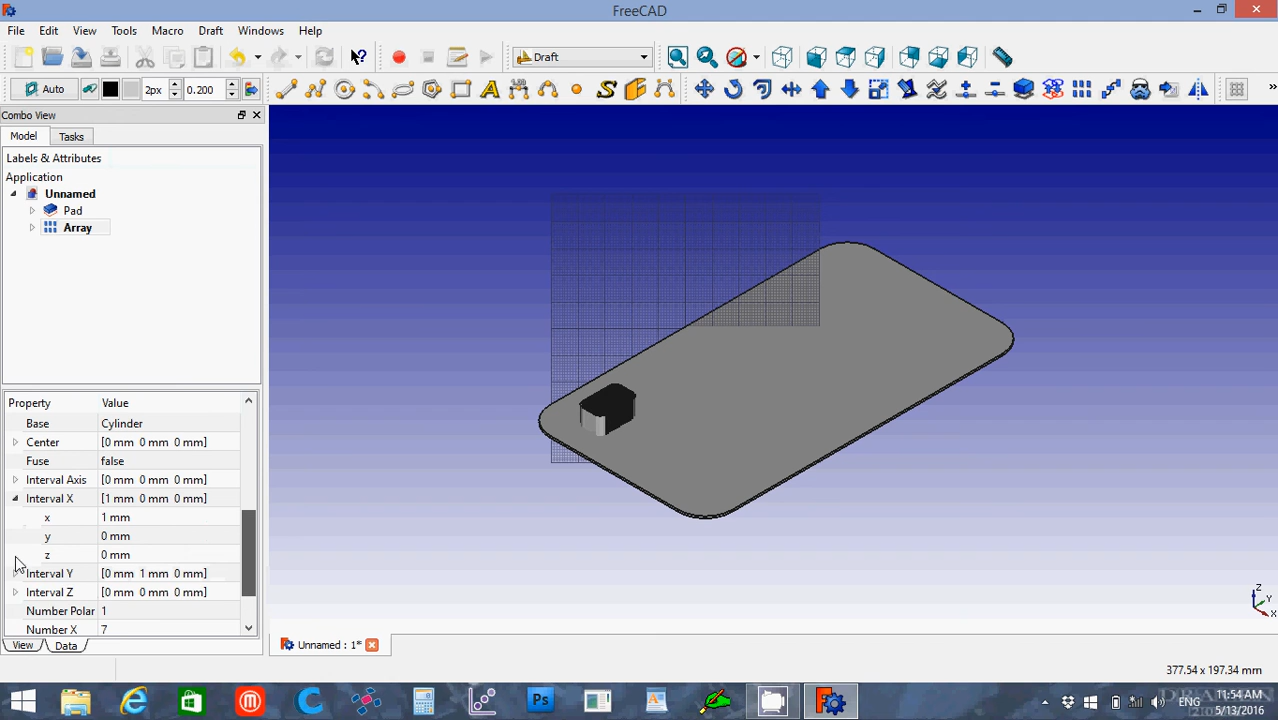 FreeCAD
File Edit View Tools Macro Draft Windows Help
Draft
Auto 2px 0.200
Combo View
Model Tasks
Labels & Attributes
Application
Unnamed
Pad
Array
Property Value
Base Cylinder
Center [0 mm 0 mm 0 mm]
Fuse false
Interval Axis [0 mm 0 mm 0 mm]
Interval X [1 mm 0 mm 0 mm]
x 1 mm
y 0 mm
z 0 mm
Interval Y [0 mm 1 mm 0 mm]
Interval Z [0 mm 0 mm 0 mm]
Number Polar 1
Number X 7
View Data
Unnamed : 1*
Z
Y
X
377.54 x 197.34 mm
Ps
ENG
11:54 AM
5/13/2016